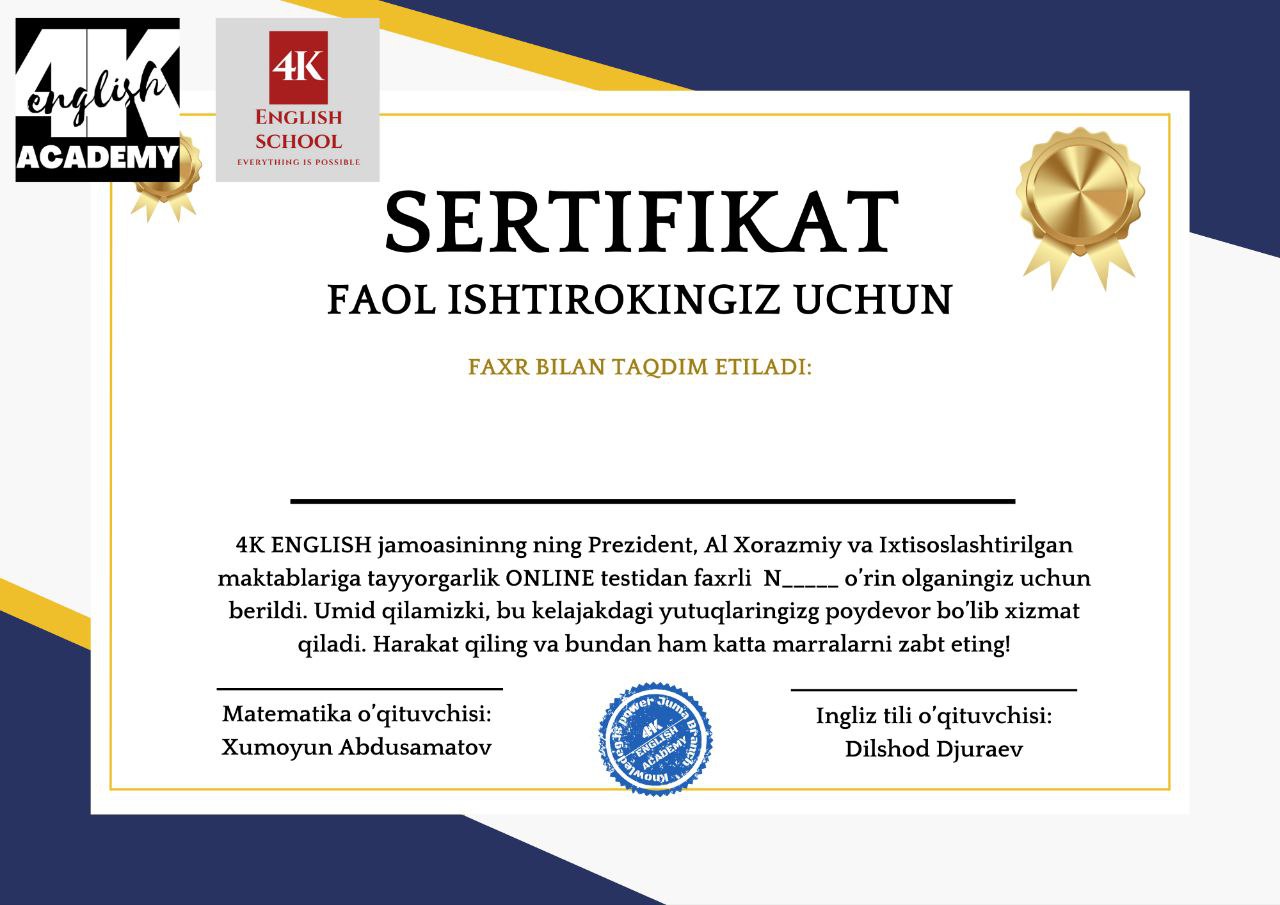 4K
english
ACADEMY
4K
ENGLISH
SCHOOL
EVERYTHING IS POSSIBLE
SERTIFIKAT
FAOL ISHTIROKINGIZ UCHUN
FAXR BILAN TAQDIM ETILADI:
4K ENGLISH jamoasininng ning Prezident, Al Xorazmiy va Ixtisoslashtirilgan
maktablariga tayyorgarlik ONLINE testidan faxrli N_____ o’rin olganingiz uchun
berildi. Umid qilamizki, bu kelajakdagi yutuqlaringizg poydevor bo’lib xizmat
qiladi. Harakat qiling va bundan ham katta marralarni zabt eting!
Matematika o’qituvchisi:
Xumoyun Abdusamatov
Knowledeg is power Juma Branch
4K
ENGLISH
ACADEMY
Ingliz tili o’qituvchisi:
Dilshod Djuraev